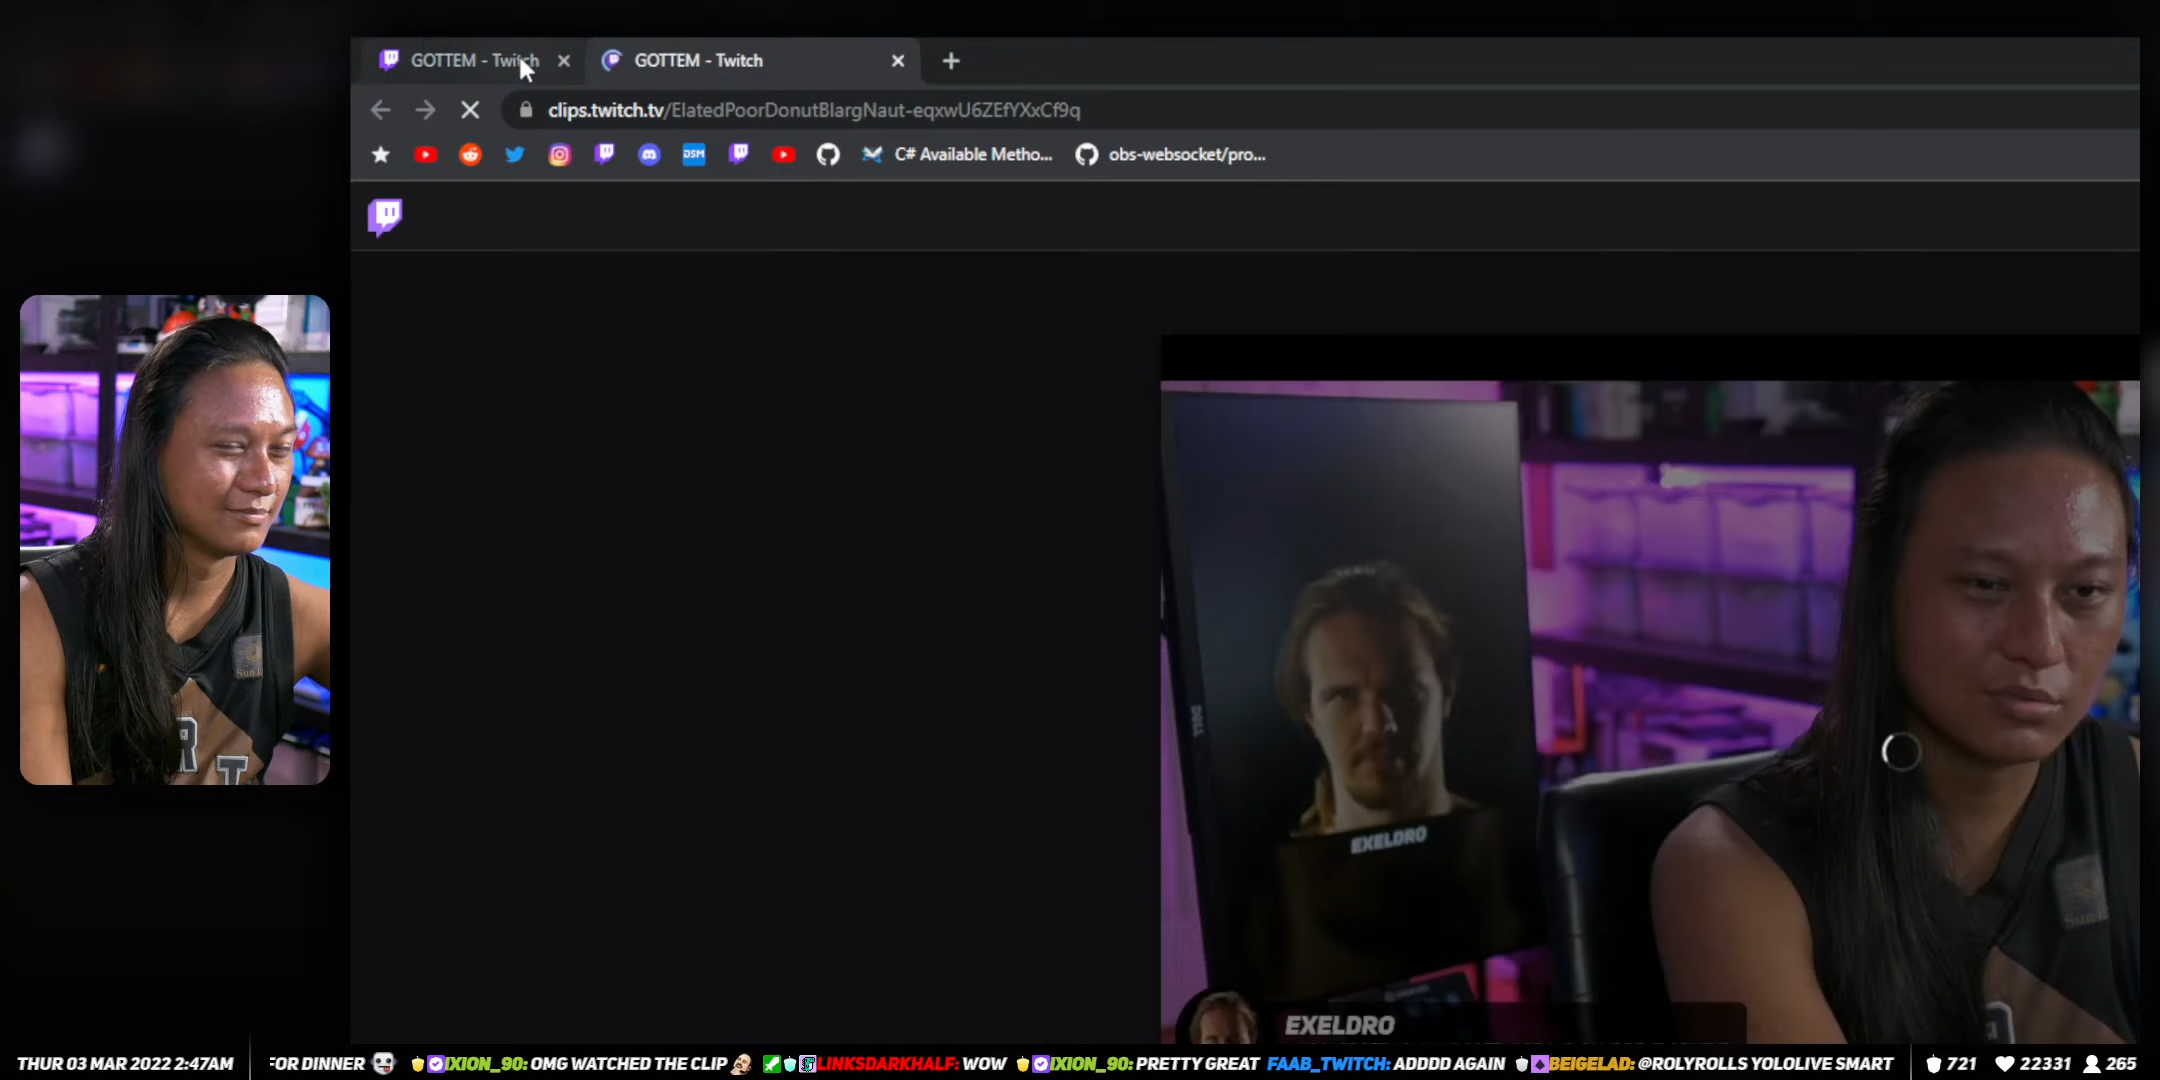 GOTTEM - Twitch
GOTTEM - Twitch
clips.twitch.tv/ElatedPoorDonutBlargNaut-eqxwU6ZEfYXxCf9q
DSM
C# Available Metho...
obs-websocket/pro...
EXELDRO
EXELDRO
THUR 03 MAR 2022 2:47AM
FOR DINNER IXION_90: OMG WATCHED THE CLIP LINKSDARKHALF: WOW IXION_90: PRETTY GREAT FAAB_TWITCH: ADDDD AGAIN BEIGELAD: @ROLYROLLS YOLOLIVE SMART
721 22331 265